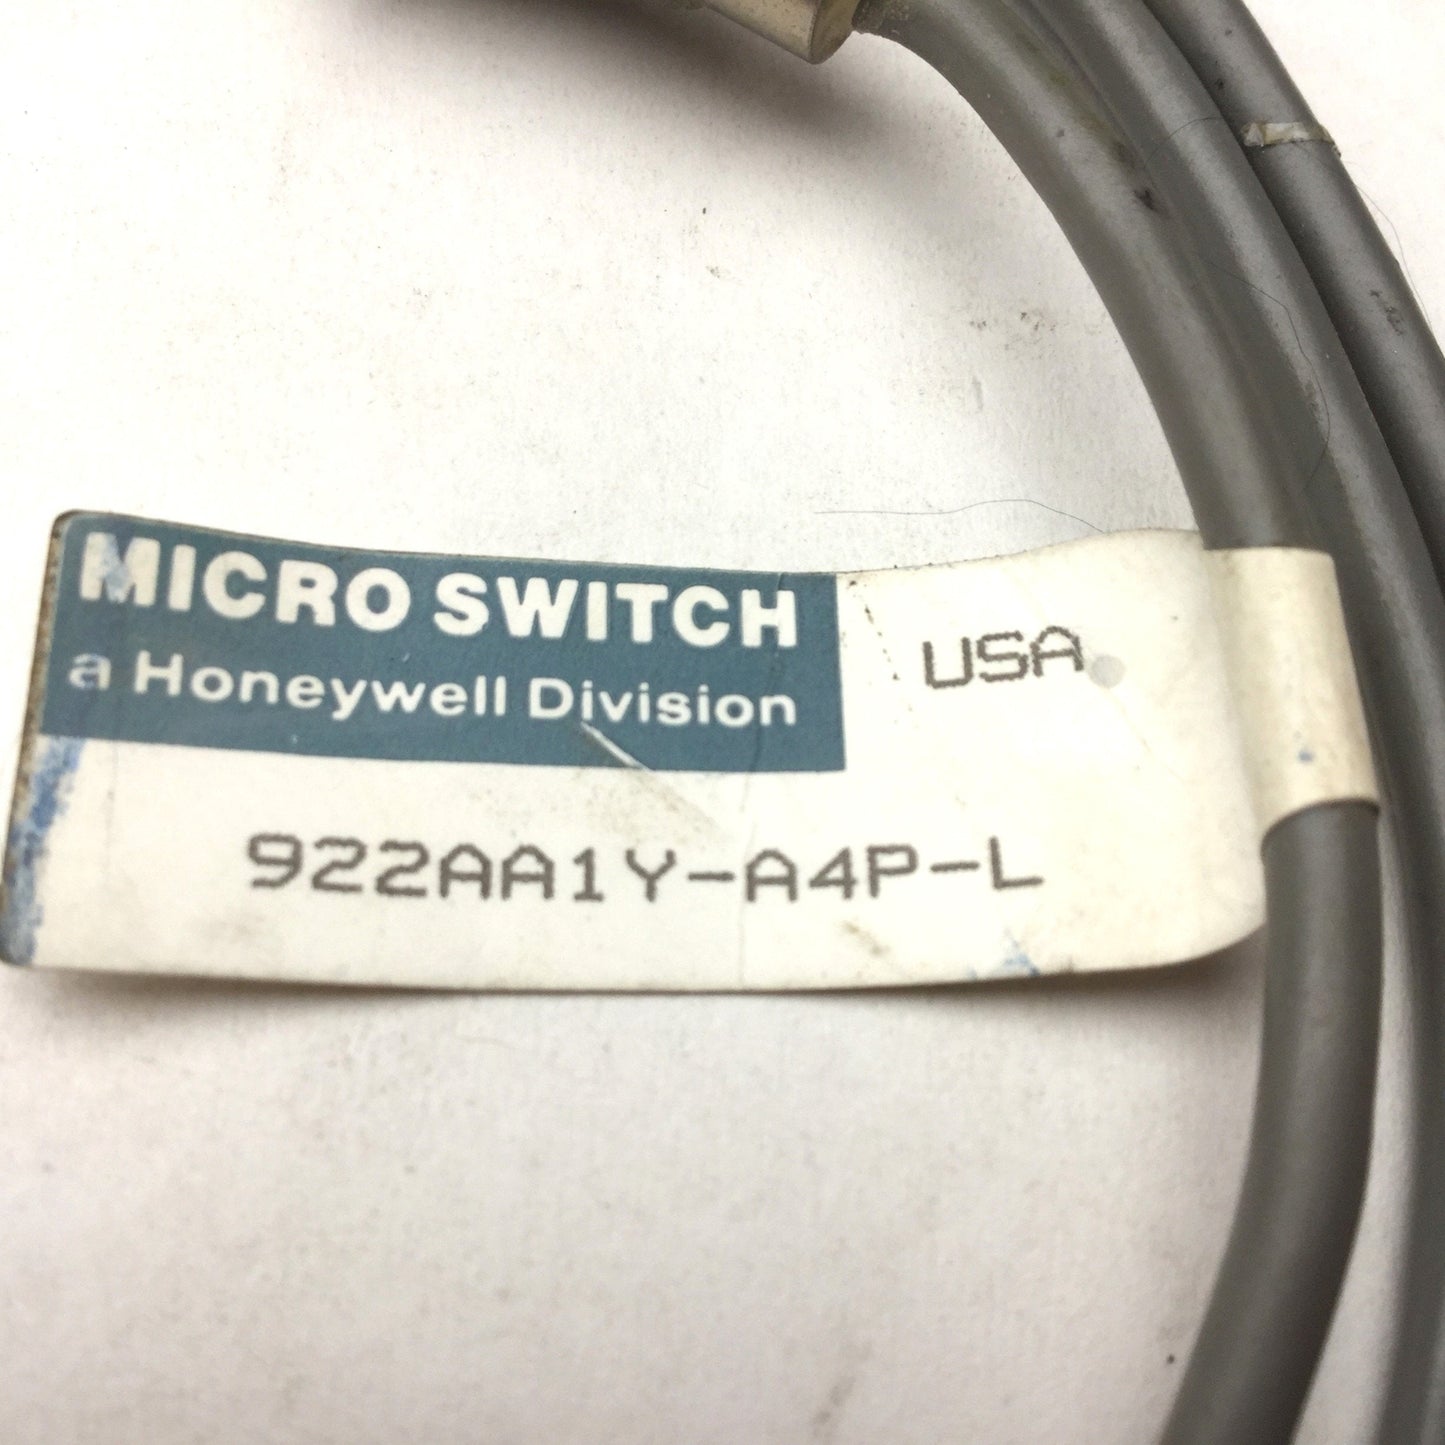 MICRO SWITCH
a Honeywell Division
USA
922AA1Y-A4P-L